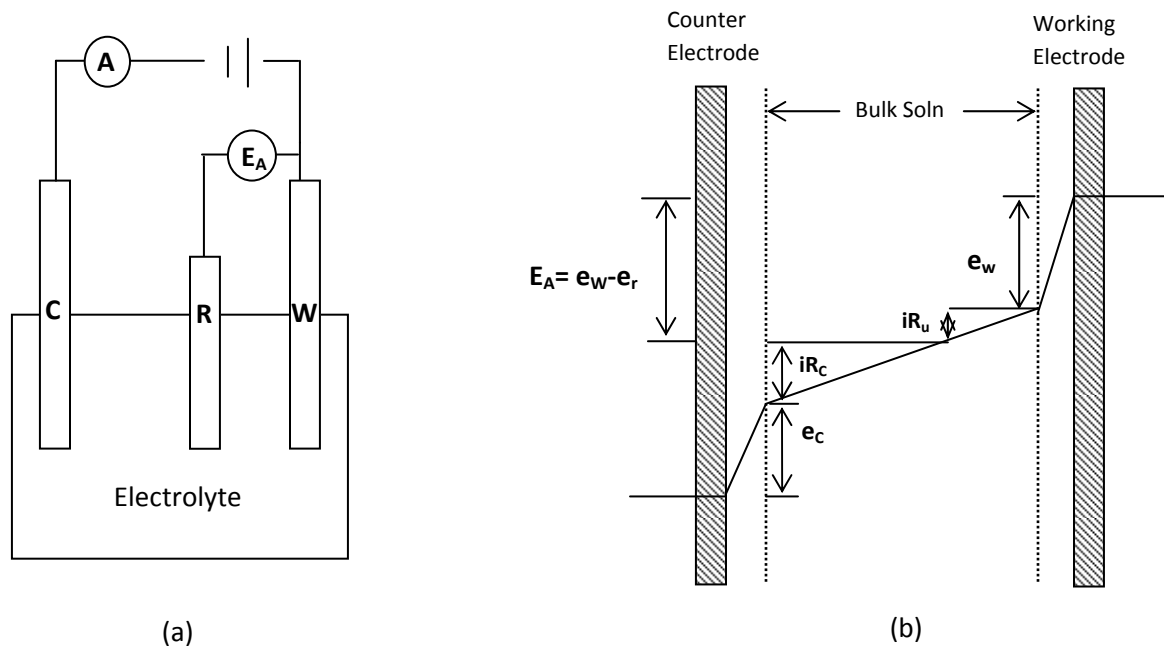 A
E_A
C
R
W
Electrolyte
(a)
Counter
Electrode
Working
Electrode
Bulk Soln
E_A= e_W-e_r
e_w
iR_u
iR_C
e_C
(b)